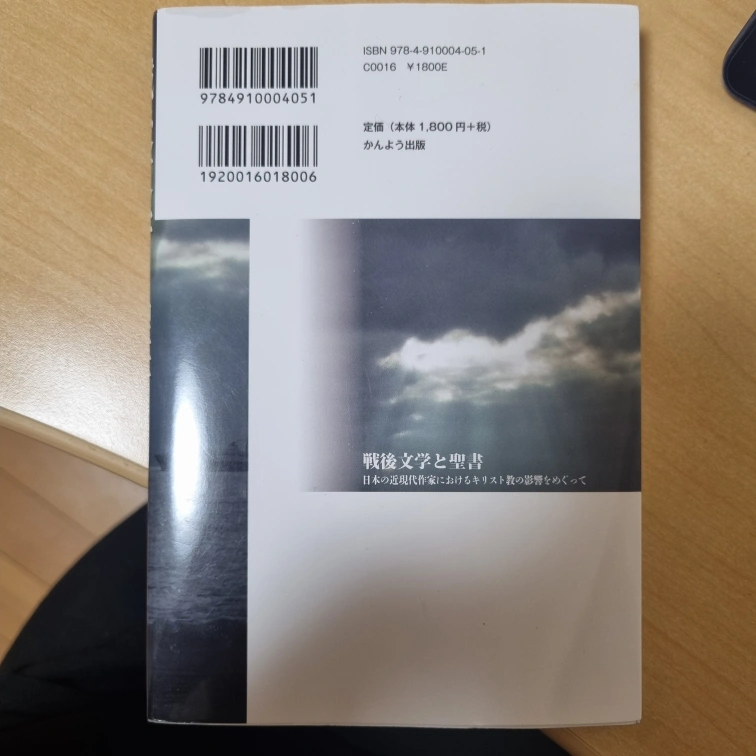 ISBN 978-4-910004-05-1
C0016 ¥1800E
9784910004051
定価（本体 1,800 円+税）
かんよう出版
1920016018006
戦後文学と聖書
日本の近現代作家におけるキリスト教の影響をめぐって